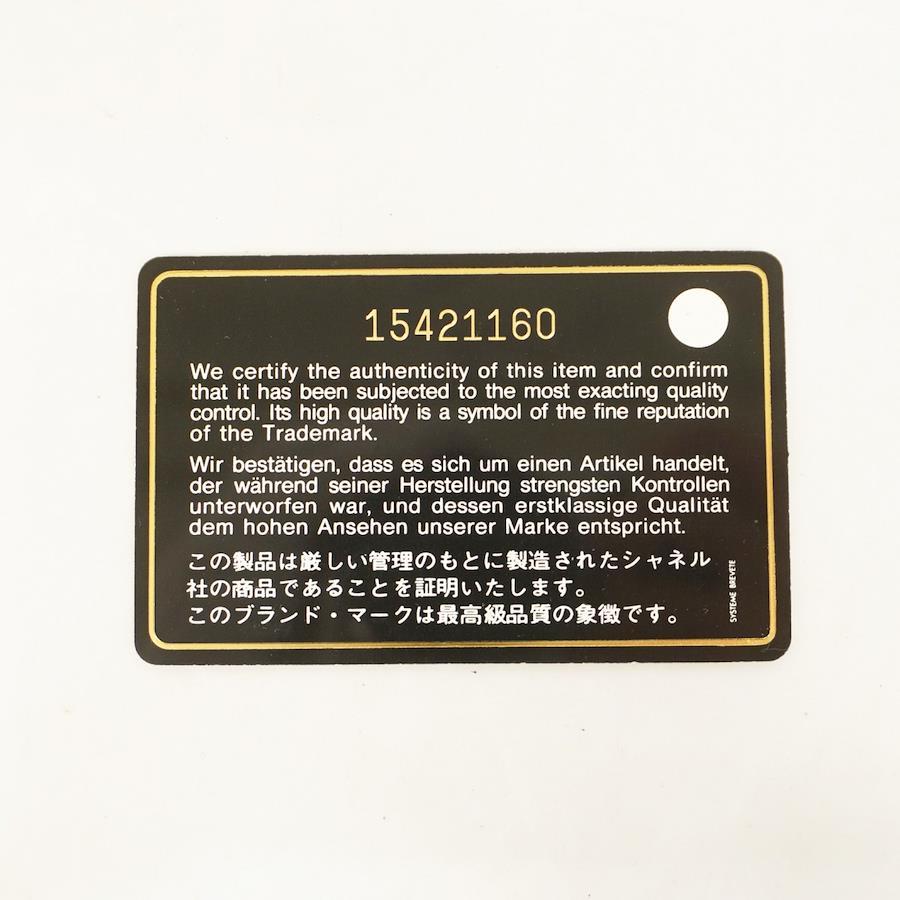 15421160
We certify the authenticity of this item and confirm
that it has been subjected to the most exacting quality
control. Its high quality is a symbol of the fine reputation
of the Trademark.
Wir bestätigen, dass es sich um einen Artikel handelt,
der während seiner Herstellung strengsten Kontrollen
unterworfen war, und dessen erstklassige Qualität
dem hohen Ansehen unserer Marke entspricht.
この製品は厳しい管理のもとに製造されたシャネル
社の商品であることを証明いたします。
このブランド・マークは最高級品質の象徴です。
SYSTEME BREVETE